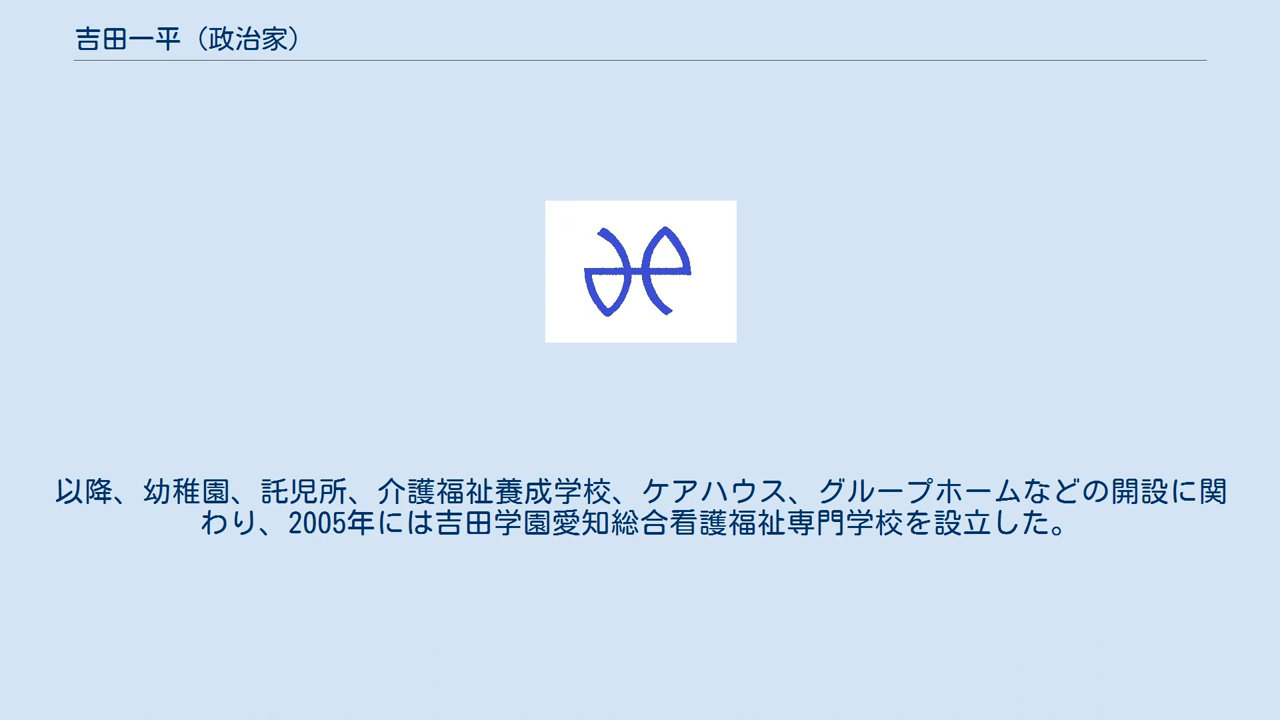 吉田一平（政治家）
以降、幼稚園、託児所、介護福祉養成学校、ケアハウス、グループホームなどの開設に関
わり、2005年には吉田学園愛知総合看護福祉専門学校を設立した。